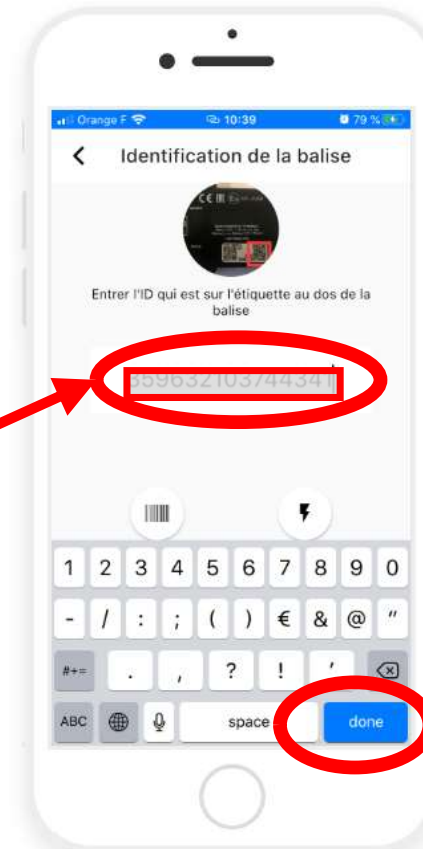 Orange F 10:39 79 %
Identification de la balise
Entrer l'ID qui est sur l'étiquette au dos de la
balise
359632103744341
1 2 3 4 5 6 7 8 9 0
- / : ; ( ) € & @ "
#+= . , ? ! '
ABC space done